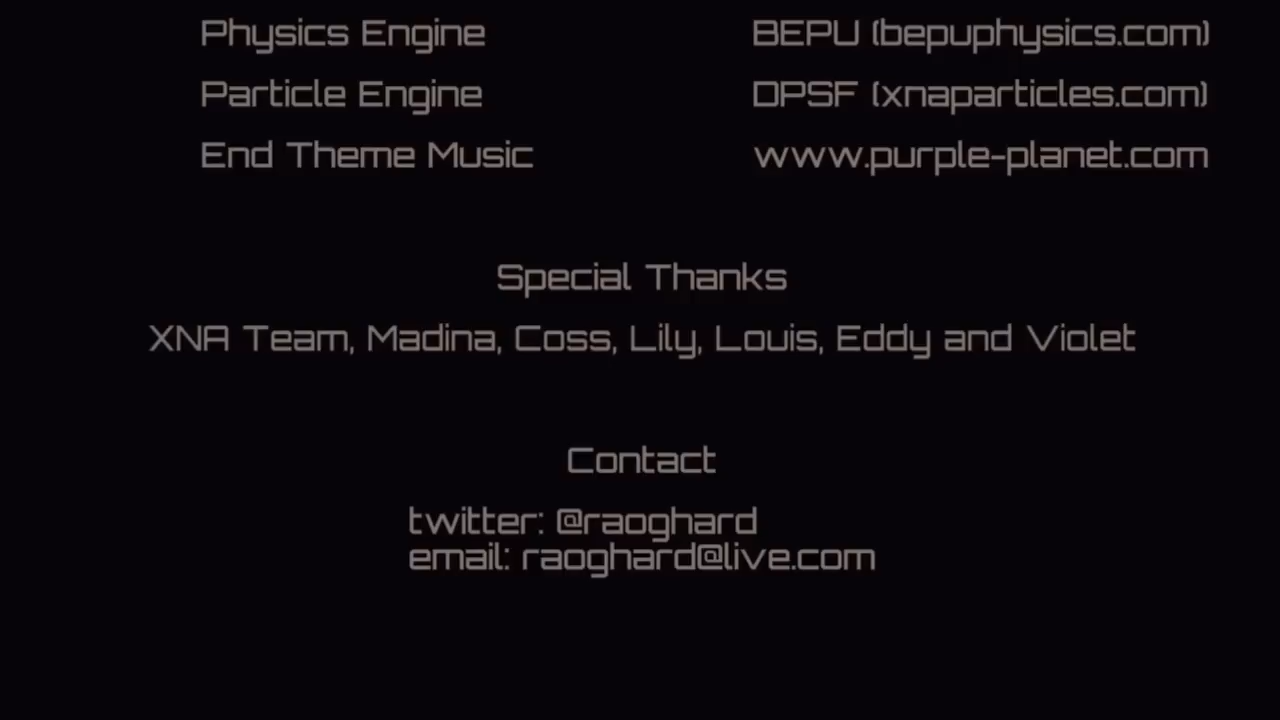 Physics Engine BEPU (bepuphysics.com)
Particle Engine DPSF (xnaparticles.com)
End Theme Music www.purple-planet.com
Special Thanks
XNA Team, Madina, Coss, Lily, Louis, Eddy and Violet
Contact
twitter: @raoghard
email: raoghard@live.com